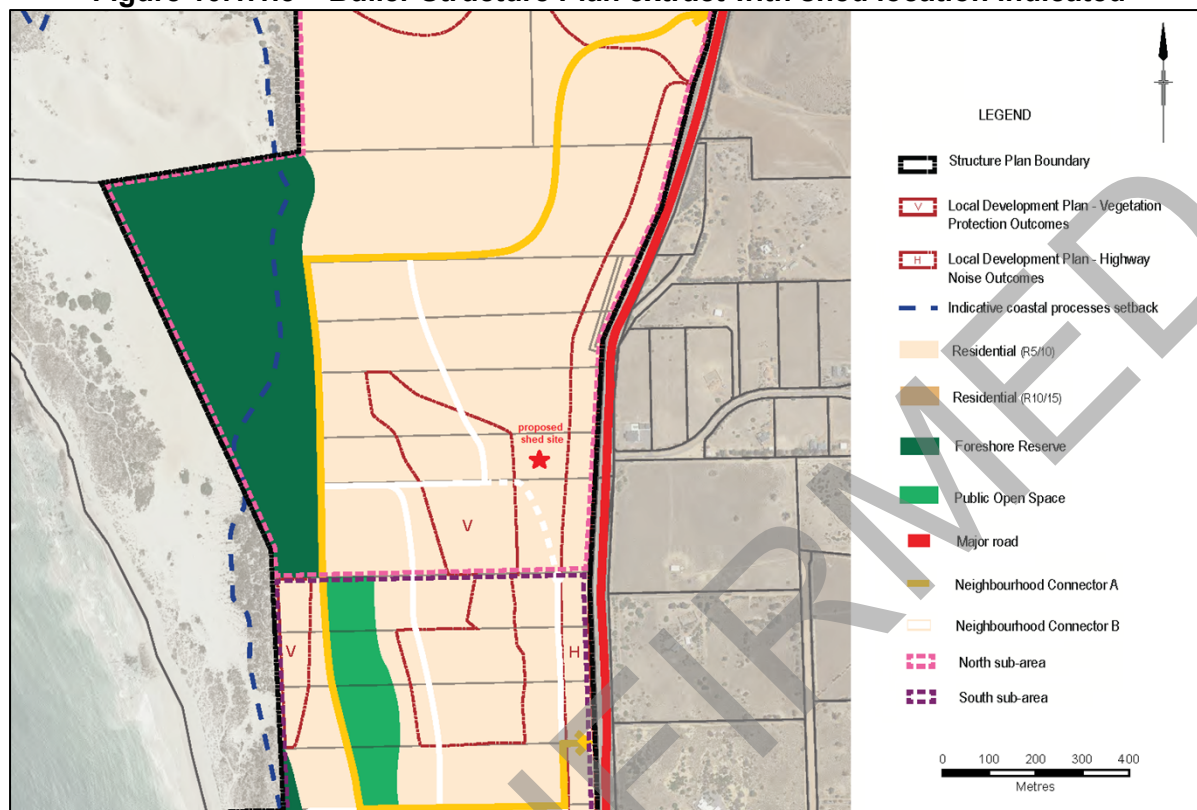 Figure – Buller Structure Plan extract with shed location indicated
LEGEND
Structure Plan Boundary
V Local Development Plan - Vegetation
Protection Outcomes
H Local Development Plan - Highway
Noise Outcomes
Indicative coastal processes setback
Residential (R5/10)
Residential (R10/15)
Foreshore Reserve
Public Open Space
Major road
Neighbourhood Connector A
Neighbourhood Connector B
North sub-area
South sub-area
0 100 200 300 400
Metres
proposed
shed site
V
V
H